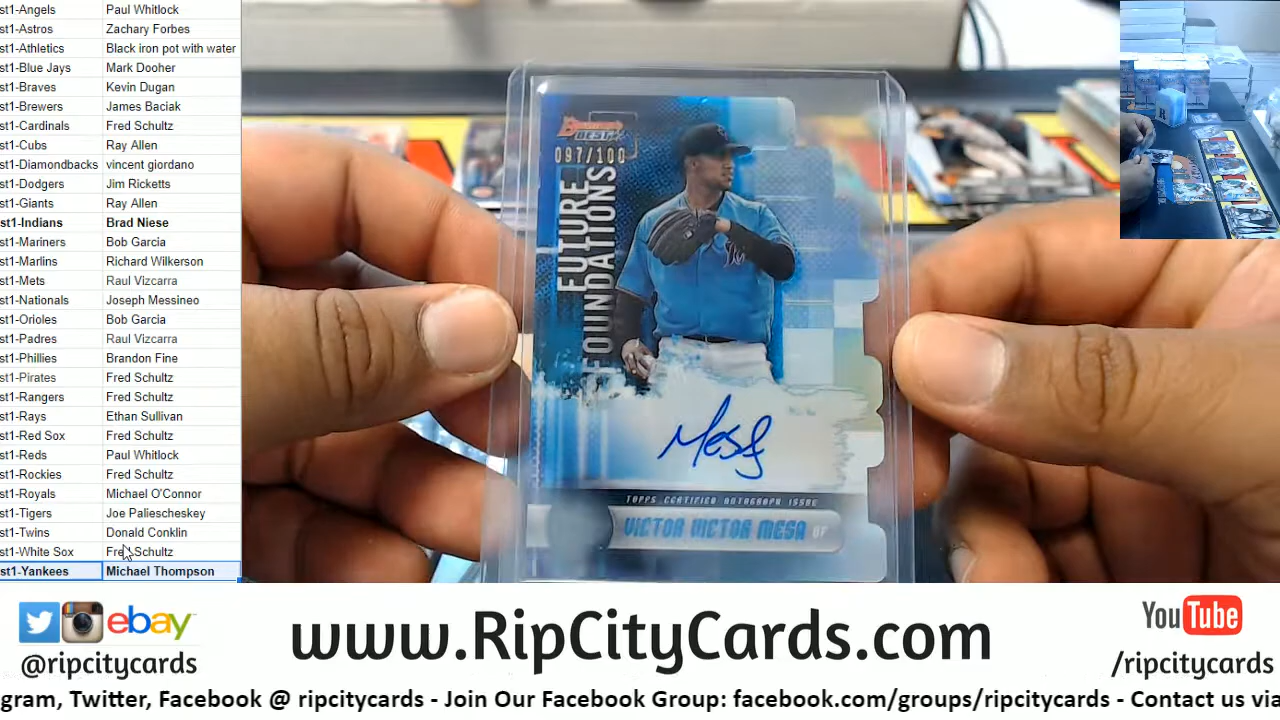 st1-Angels Paul Whitlock
st1-Astros Zachary Forbes
st1-Athletics Black iron pot with water
st1-Blue Jays Mark Dooher
st1-Braves Kevin Dugan
st1-Brewers James Baciak
st1-Cardinals Fred Schultz
st1-Cubs Ray Allen
st1-Diamondbacks vincent giordano
st1-Dodgers Jim Ricketts
st1-Giants Ray Allen
st1-Indians Brad Niese
st1-Mariners Bob Garcia
st1-Marlins Richard Wilkerson
st1-Mets Raul Vizcarra
st1-Nationals Joseph Messineo
st1-Orioles Bob Garcia
st1-Padres Raul Vizcarra
st1-Phillies Brandon Fine
st1-Pirates Fred Schultz
st1-Rangers Fred Schultz
st1-Rays Ethan Sullivan
st1-Red Sox Fred Schultz
st1-Reds Paul Whitlock
st1-Rockies Fred Schultz
st1-Royals Michael O'Connor
st1-Tigers Joe Paliescheskey
st1-Twins Donald Conklin
st1-White Sox Fred Schultz
st1-Yankees Michael Thompson
BEST
097/100
FUTURE
FOUNDATIONS
Mesa
TOPPS CERTIFIED AUTOGRAPH ISSUE
VICTOR VICTOR MESA OF
ebay
@ripcitycards
www.RipCityCards.com
YouTube
/ripcitycards
gram, Twitter, Facebook @ ripcitycards - Join Our Facebook Group: facebook.com/groups/ripcitycards - Contact us via